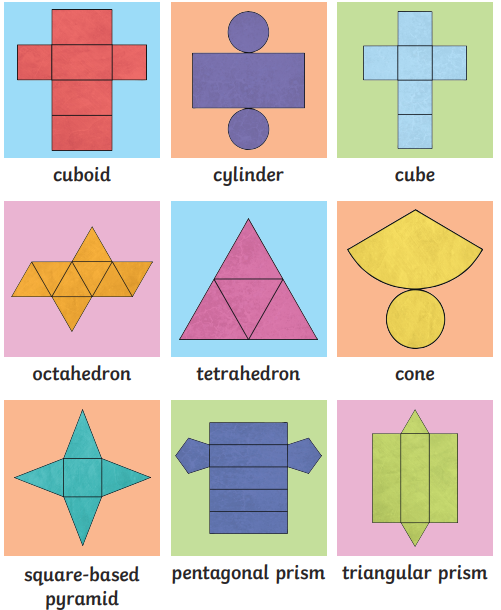 cuboid
cylinder
cube
octahedron
tetrahedron
cone
square-based
pyramid
pentagonal prism
triangular prism